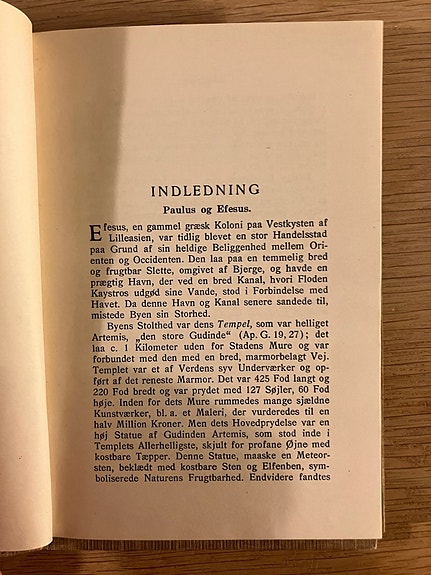 INDLEDNING
Paulus og Efesus.
Efesus, en gammel græsk Koloni paa Vestkysten af
Lilleasien, var tidlig blevet en stor Handelsstad
paa Grund af sin heldige Beliggenhed mellem Ori-
enten og Occidenten. Den laa paa en temmelig bred
og frugtbar Slette, omgivet af Bjerge, og havde en
prægtig Havn, der ved en bred Kanal, hvori Floden
Kaystros udgød sine Vande, stod i Forbindelse med
Havet. Da denne Havn og Kanal senere sandede til,
mistede Byen sin Storhed.
Byens Stolthed var dens Tempel, som var helliget
Artemis, „den store Gudinde“ (Ap. G. 19, 27); det
laa c. 1 Kilometer uden for Stadens Mure og var
forbundet med den med en bred, marmorbelagt Vej.
Templet var et af Verdens syv Underværker og op-
ført af det reneste Marmor. Det var 425 Fod langt og
220 Fod bredt og var prydet med 127 Søjler, 60 Fod
høje. Inden for dets Mure rummedes mange sjældne
Kunstværker, bl. a. et Maleri, der vurderedes til en
halv Million Kroner. Men dets Hovedprydelse var en
høj Statue af Gudinden Artemis, som stod inde i
Templets Allerhelligste, skjult for profane Øjne med
kostbare Tæpper. Denne Statue, maaske en Meteor-
sten, beklædt med kostbare Sten og Elfenben, sym-
boliserede Naturens Frugtbarhed. Endvidere fandtes